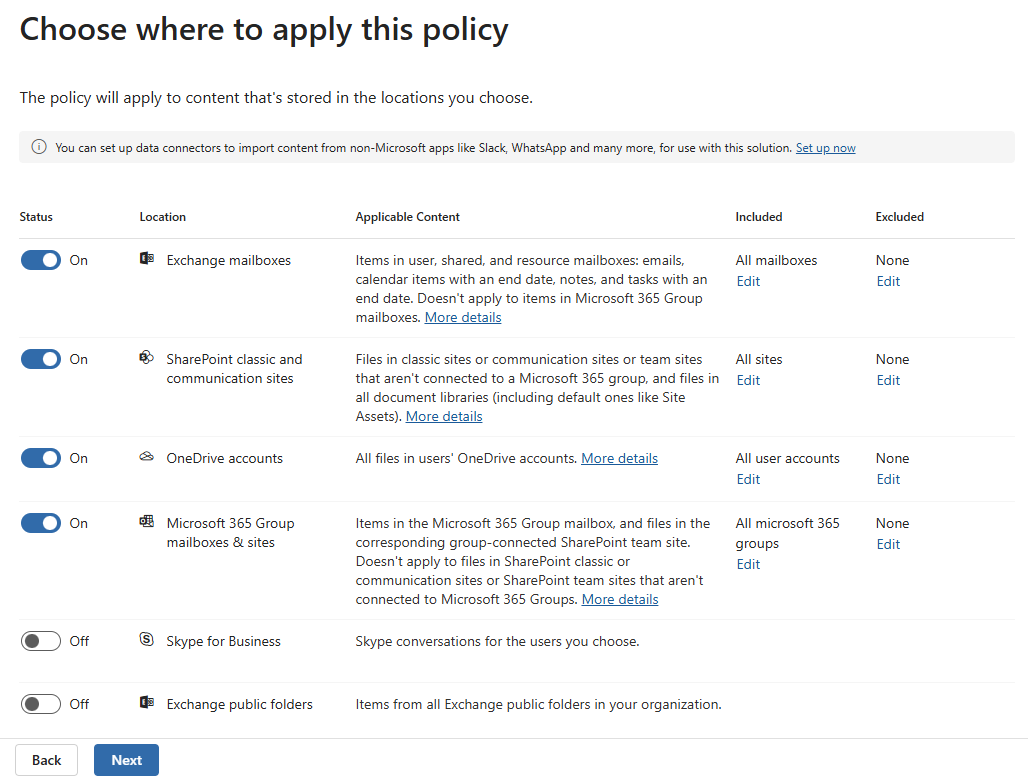 Choose where to apply this policy
The policy will apply to content that's stored in the locations you choose.
You can set up data connectors to import content from non-Microsoft apps like Slack, WhatsApp and many more, for use with this solution. Set up now
Status Location Applicable Content Included Excluded
On Exchange mailboxes Items in user, shared, and resource mailboxes: emails, All mailboxes None
calendar items with an end date, notes, and tasks with an Edit Edit
end date. Doesn't apply to items in Microsoft 365 Group
mailboxes. More details
On SharePoint classic and Files in classic sites or communication sites or team sites All sites None
communication sites that aren't connected to a Microsoft 365 group, and files in Edit Edit
all document libraries (including default ones like Site
Assets). More details
On OneDrive accounts All files in users' OneDrive accounts. More details All user accounts None
Edit Edit
On Microsoft 365 Group Items in the Microsoft 365 Group mailbox, and files in the All microsoft 365 None
mailboxes & sites corresponding group-connected SharePoint team site. groups Edit
Doesn't apply to files in SharePoint classic or Edit
communication sites or SharePoint team sites that aren't
connected to Microsoft 365 Groups. More details
Off Skype for Business Skype conversations for the users you choose.
Off Exchange public folders Items from all Exchange public folders in your organization.
Back Next